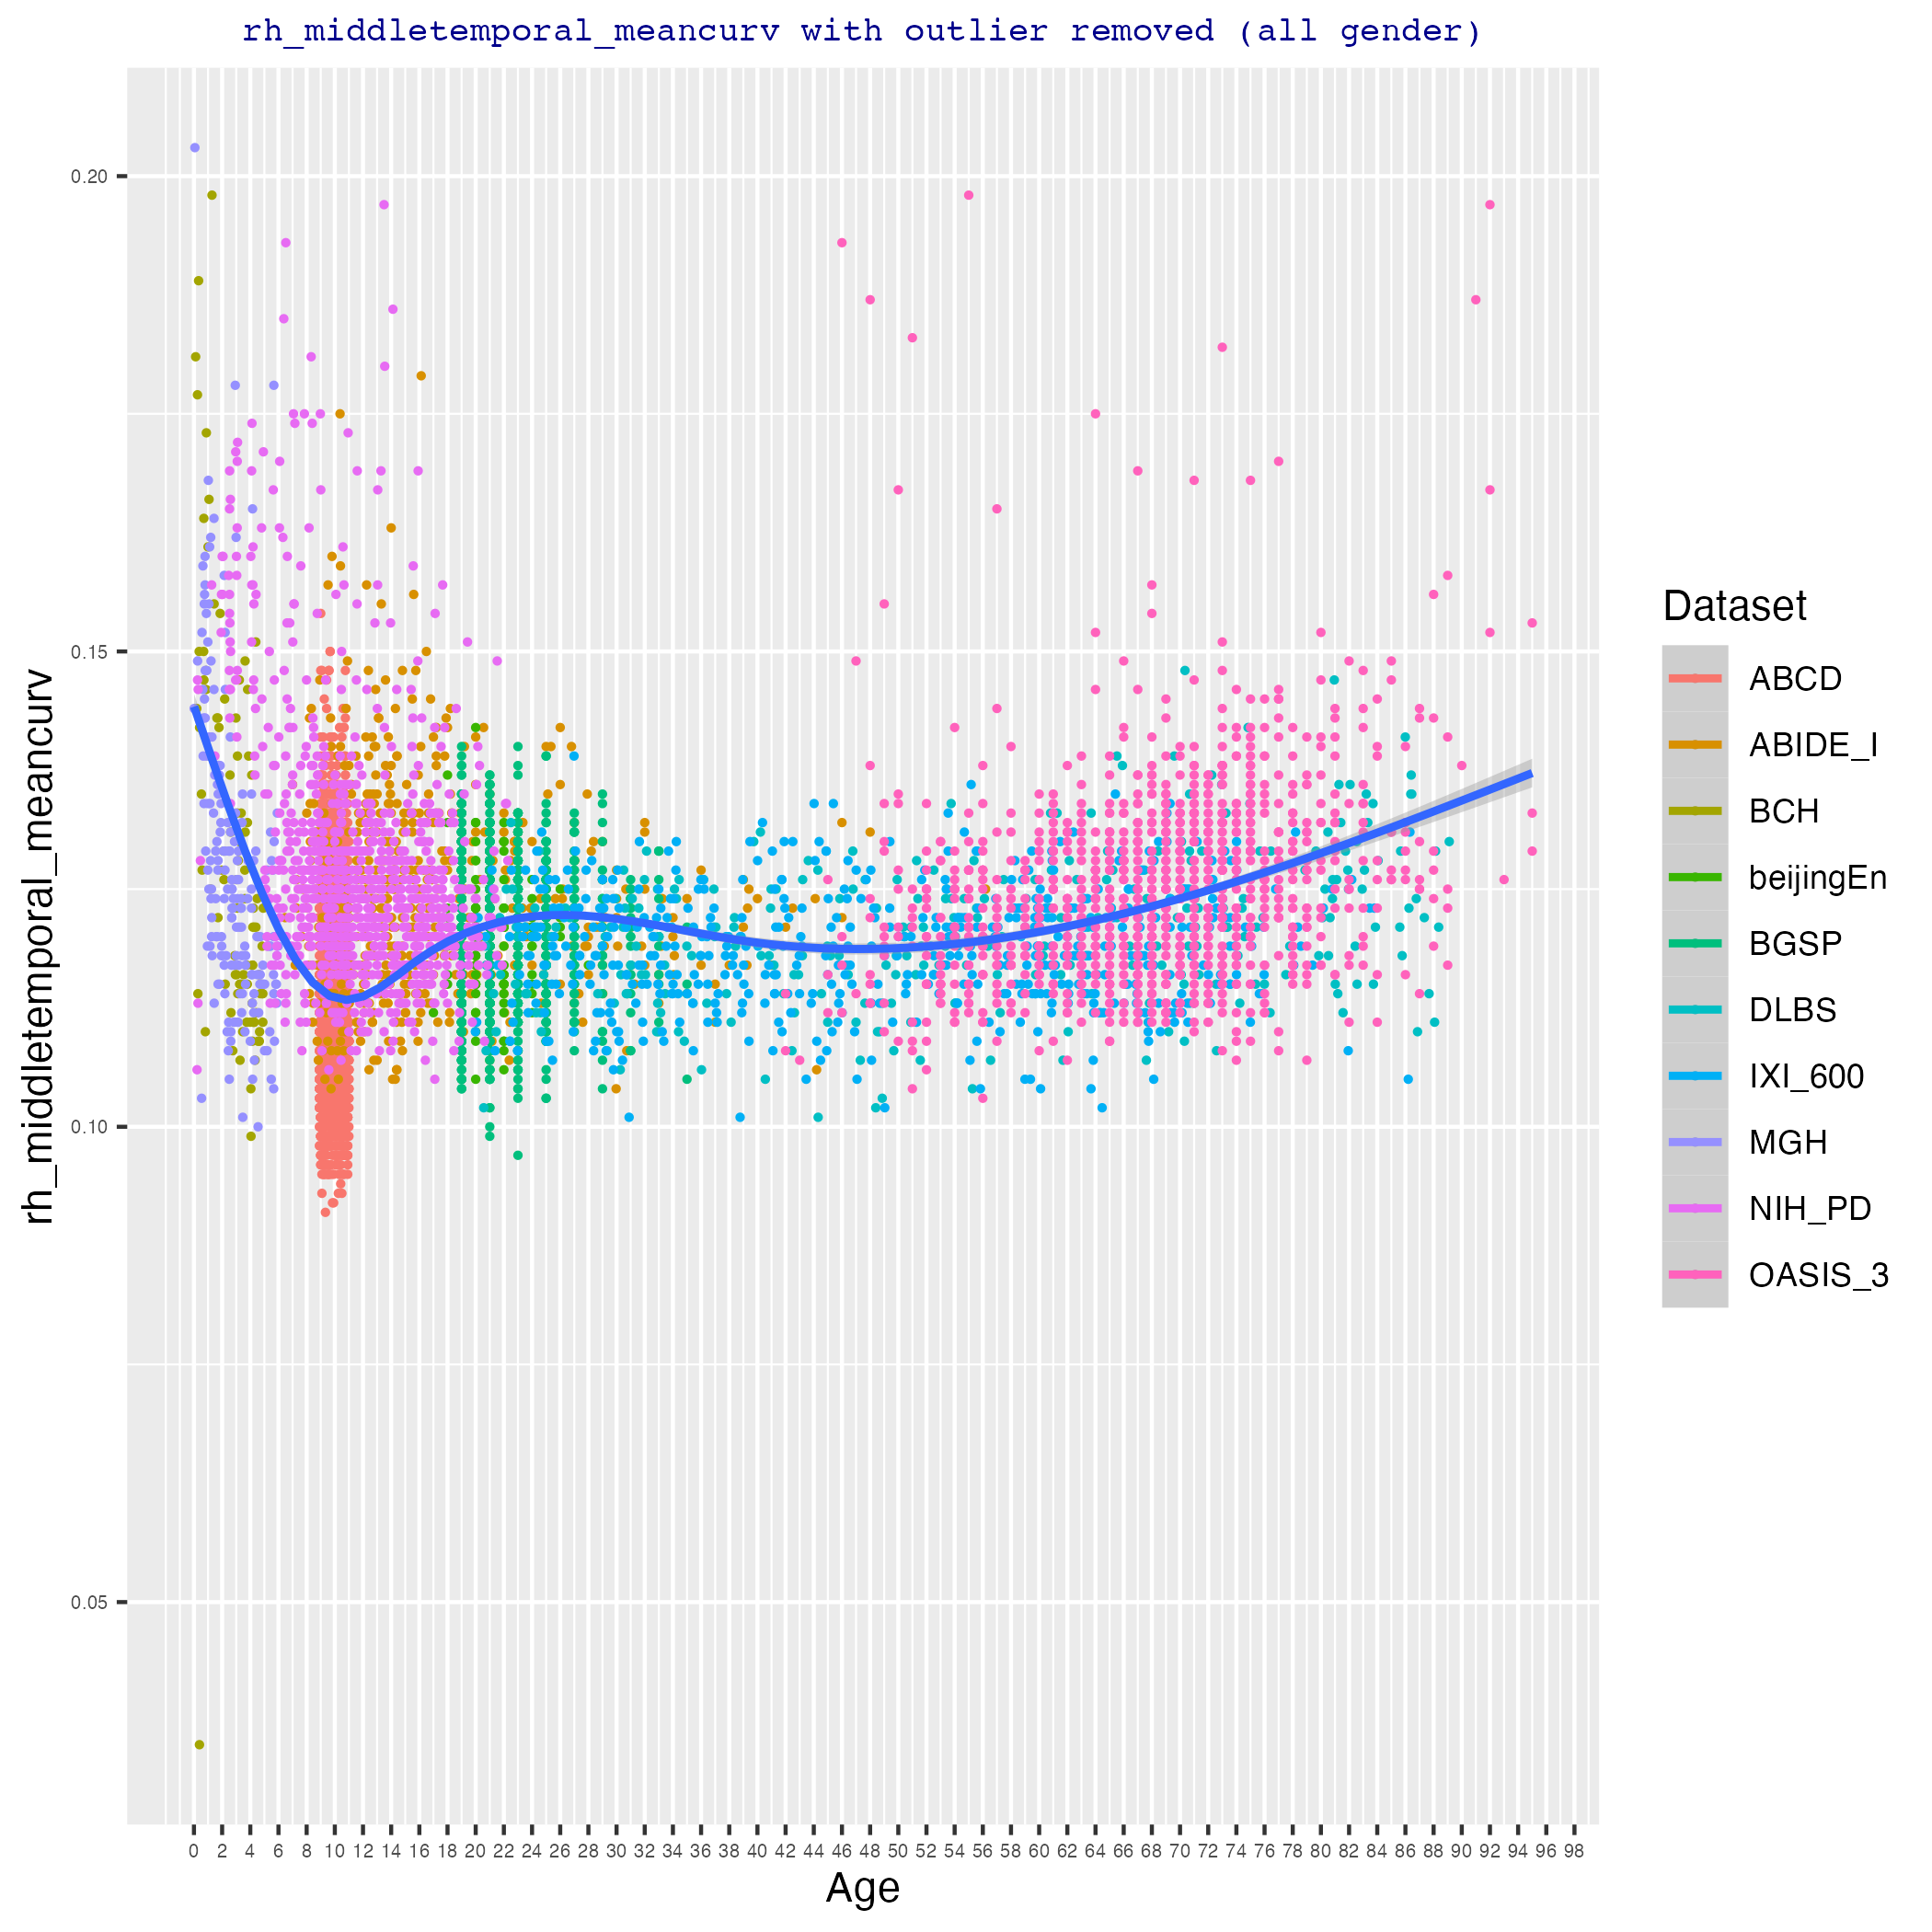 rh_middletemporal_meancurv with outlier removed (all gender)
rh_middletemporal_meancurv
0.20
0.15
0.10
0.05
0 2 4 6 8 10 12 14 16 18 20 22 24 26 28 30 32 34 36 38 40 42 44 46 48 50 52 54 56 58 60 62 64 66 68 70 72 74 76 78 80 82 84 86 88 90 92 94 96 98
Age
Dataset
ABCD
ABIDE_I
BCH
beijingEn
BGSP
DLBS
IXI_600
MGH
NIH_PD
OASIS_3